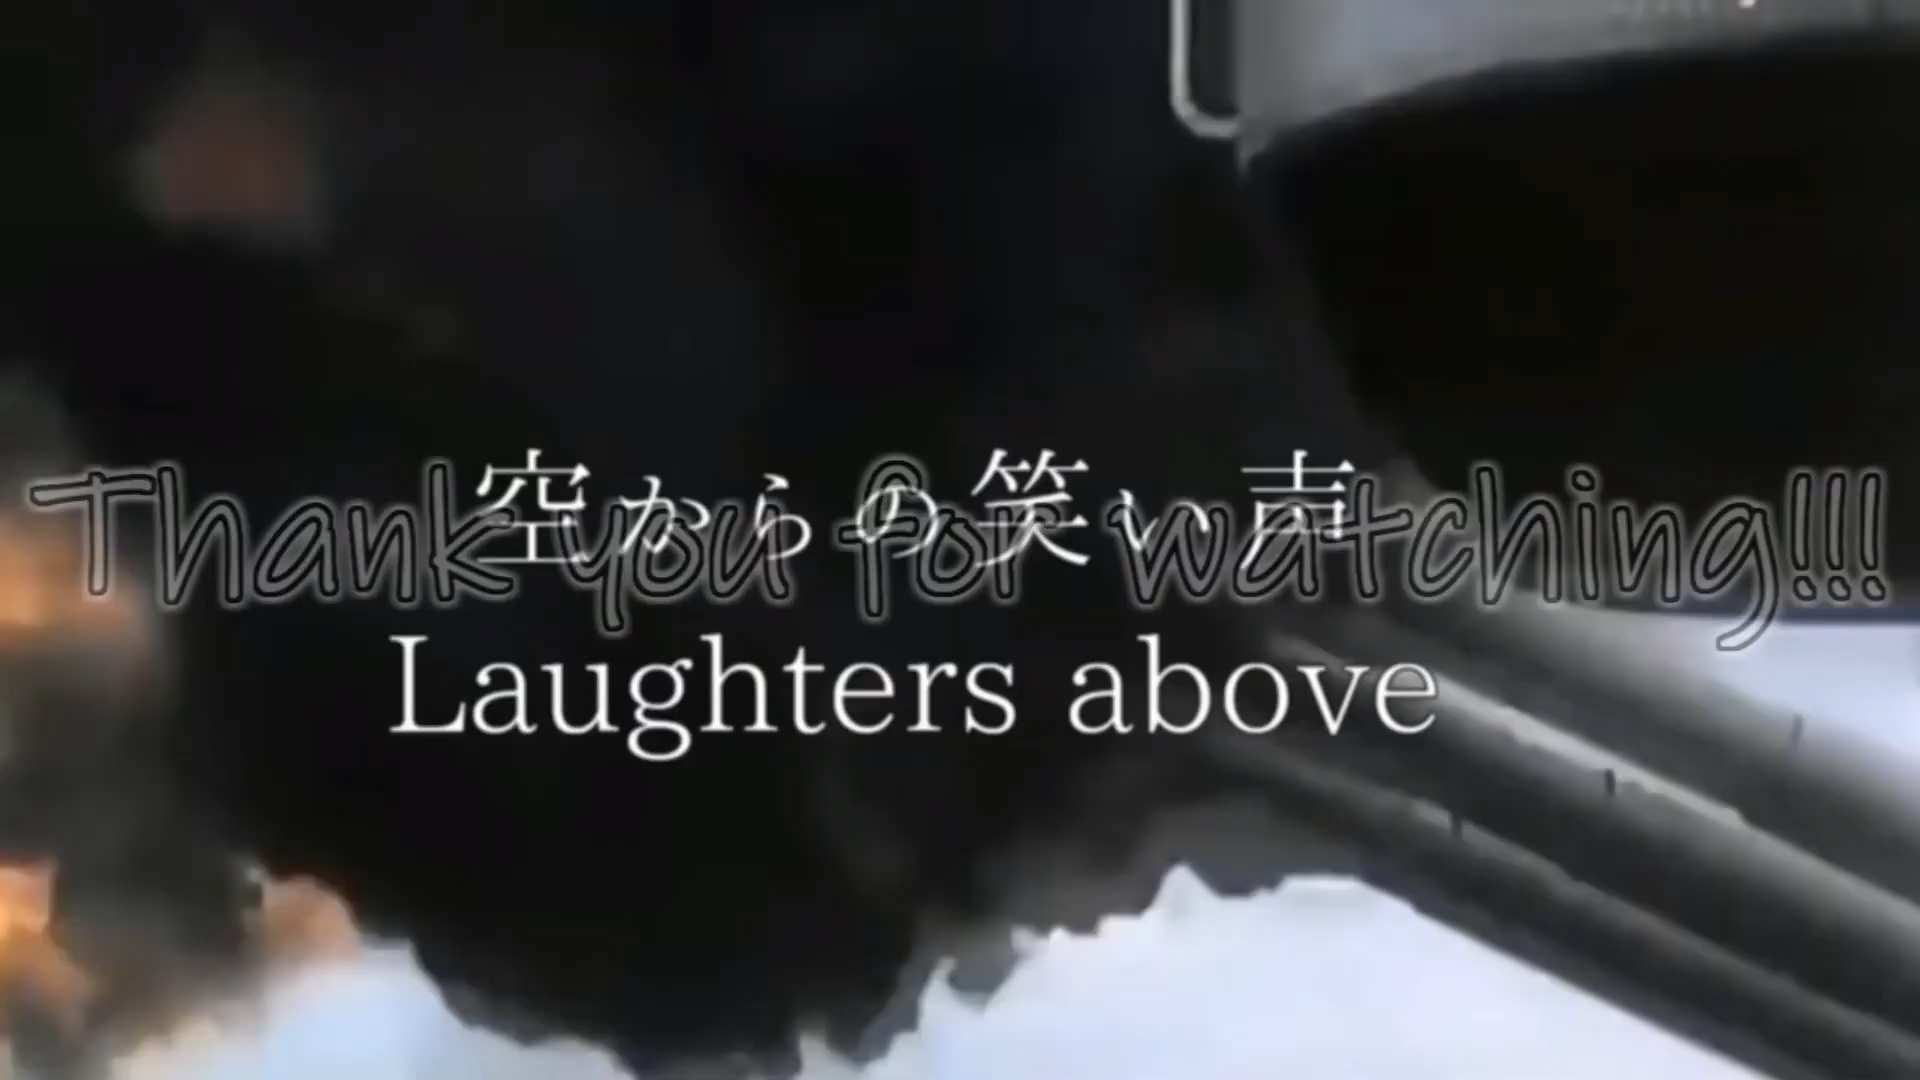 空からの笑い声
Thank you for watching!!!
Laughters above